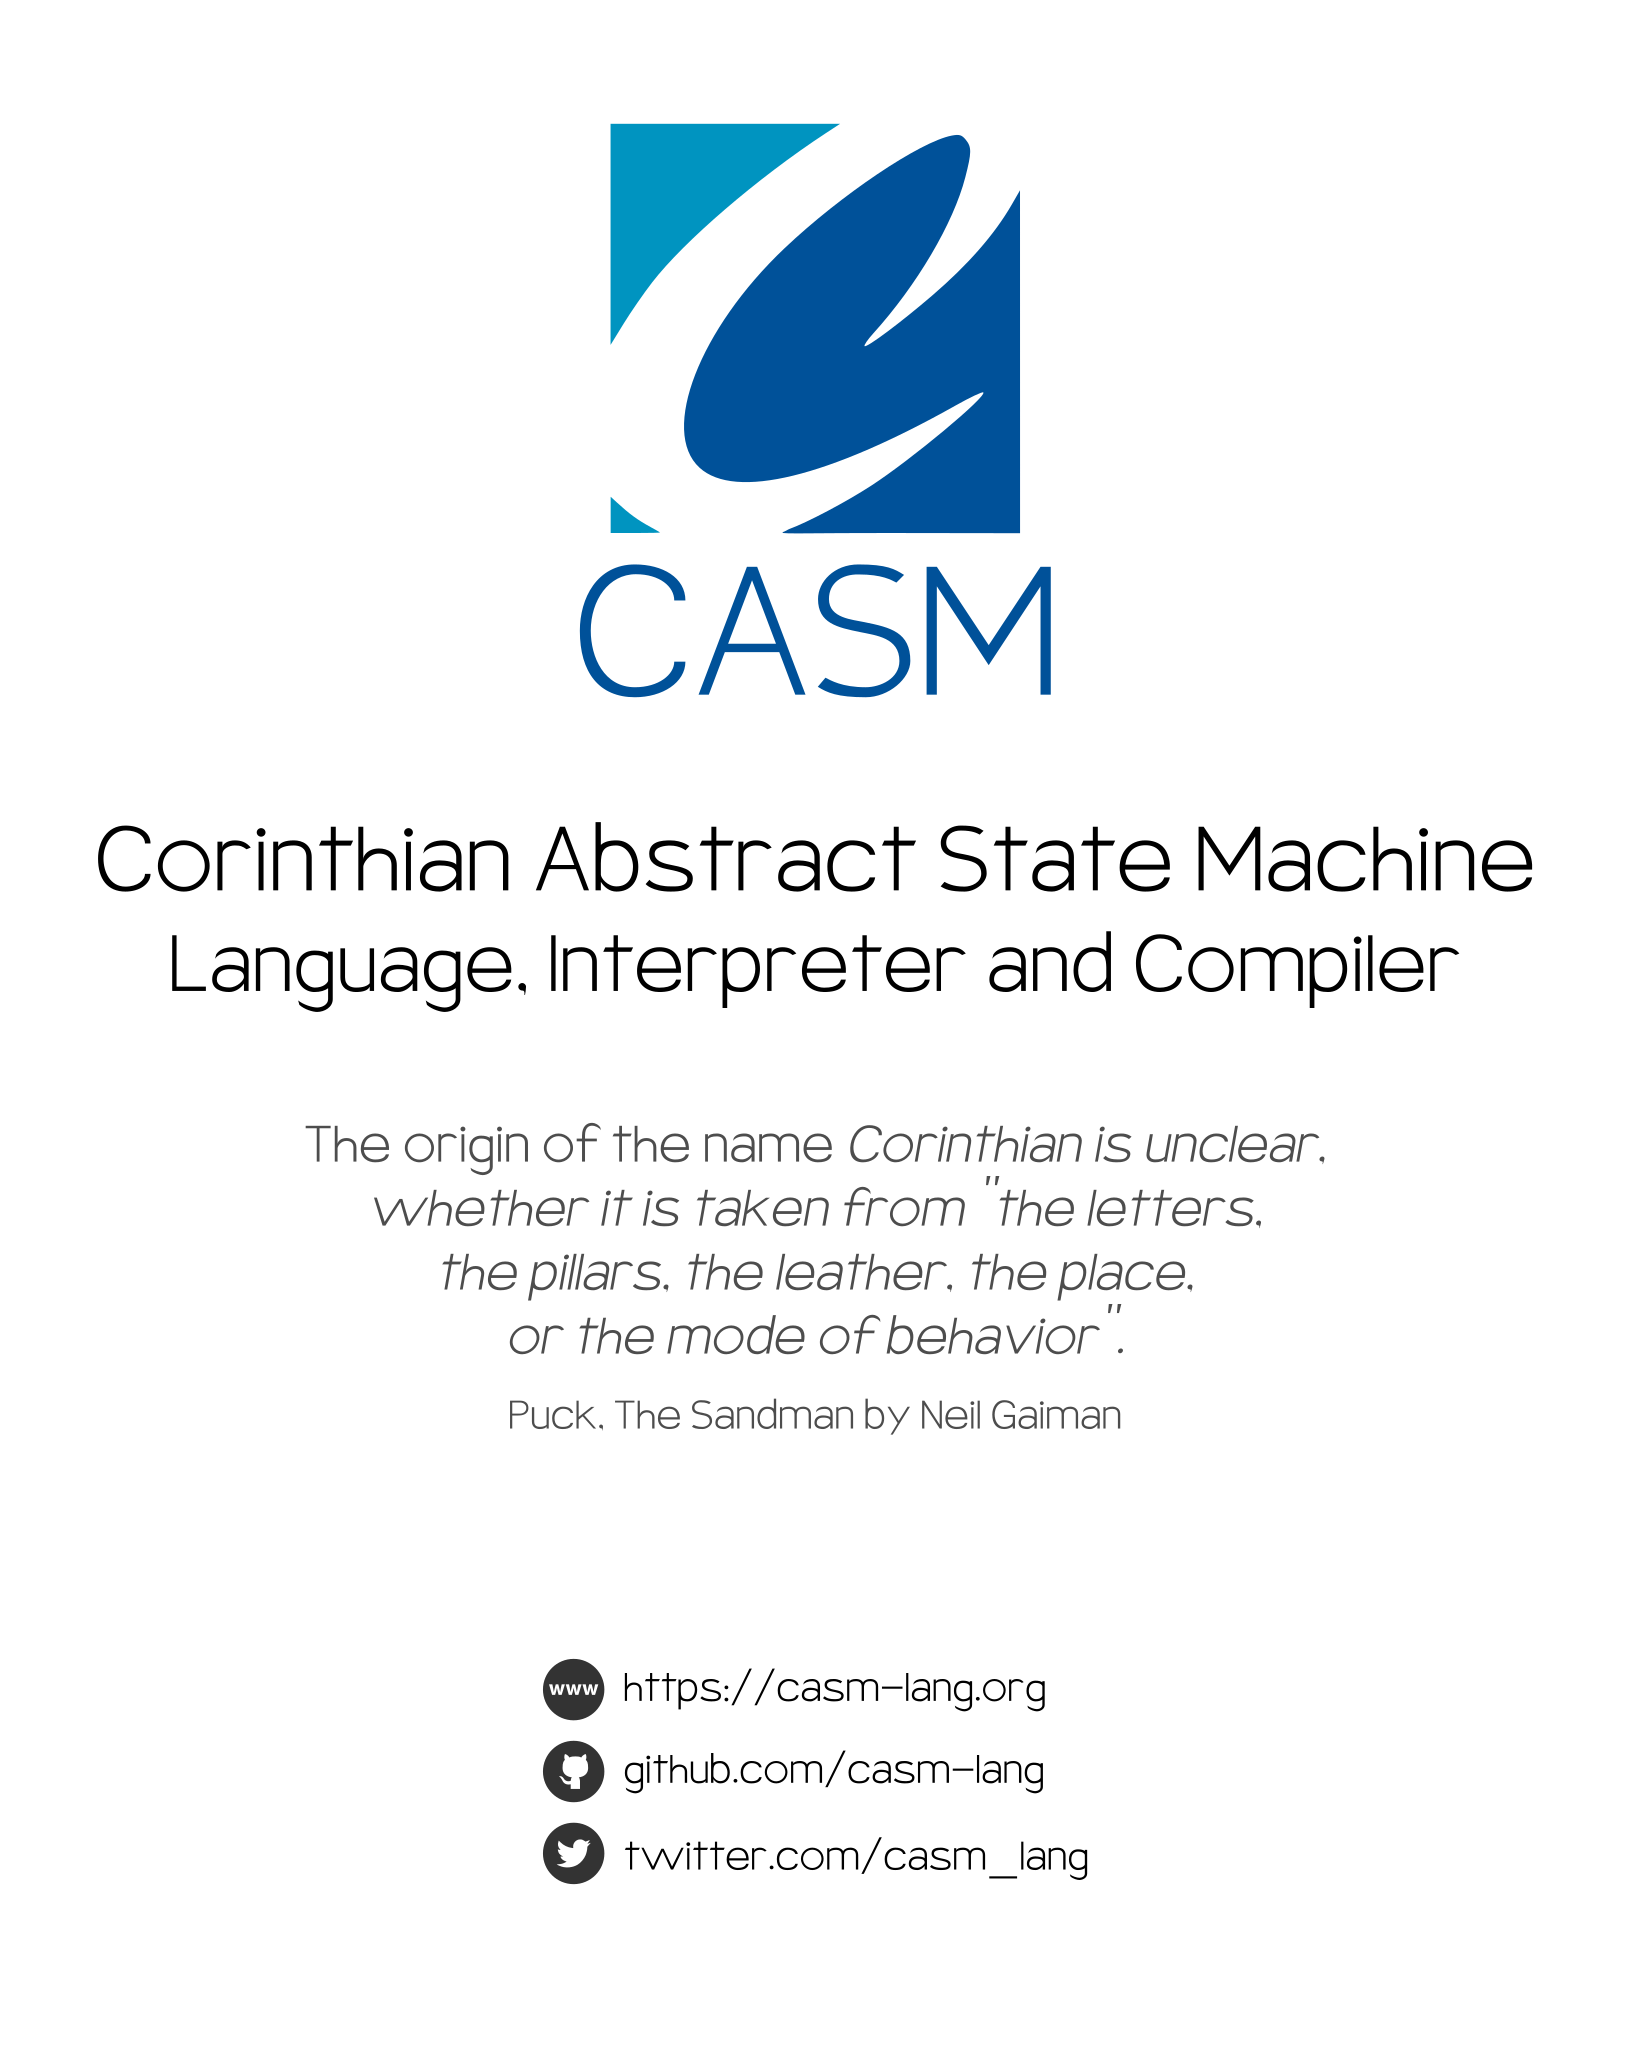 CASM
Corinthian Abstract State Machine
Language, Interpreter and Compiler
The origin of the name Corinthian is unclear,
whether it is taken from "the letters,
the pillars, the leather, the place,
or the mode of behavior".
Puck, The Sandman by Neil Gaiman
www https://casm-lang.org
github.com/casm-lang
twitter.com/casm_lang